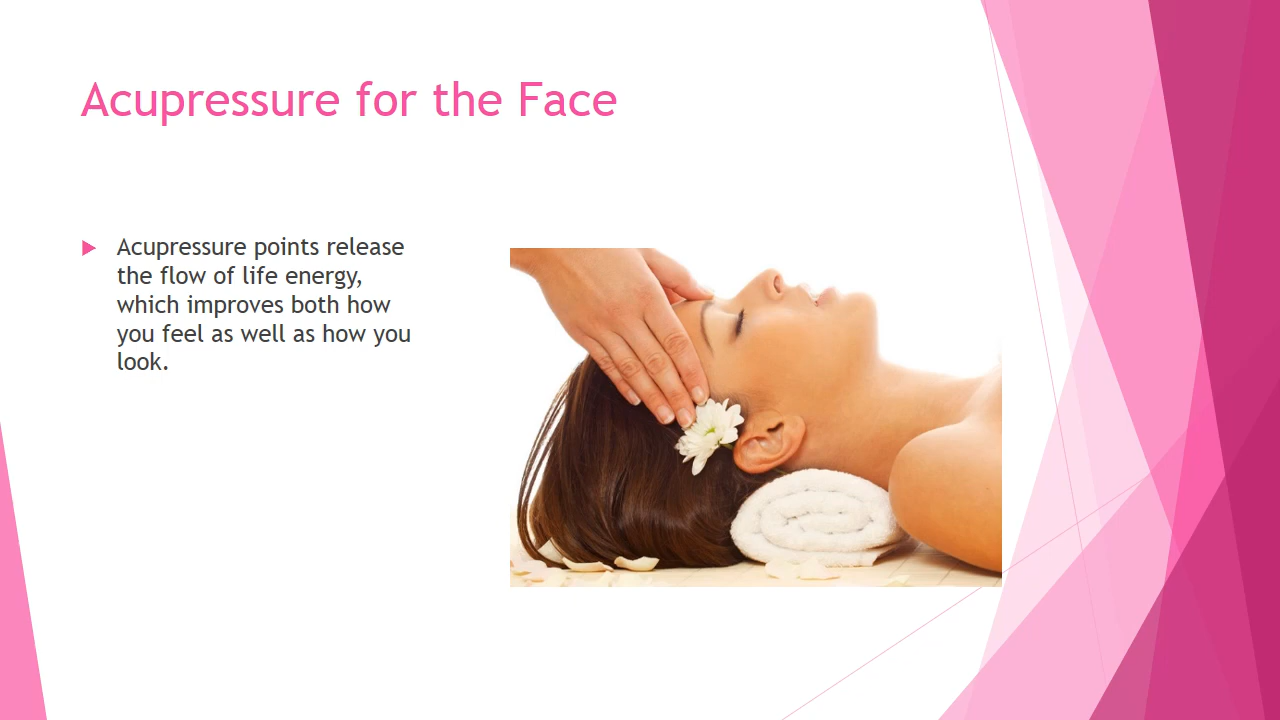 Acupressure for the Face
Acupressure points release
the flow of life energy,
which improves both how
you feel as well as how you
look.